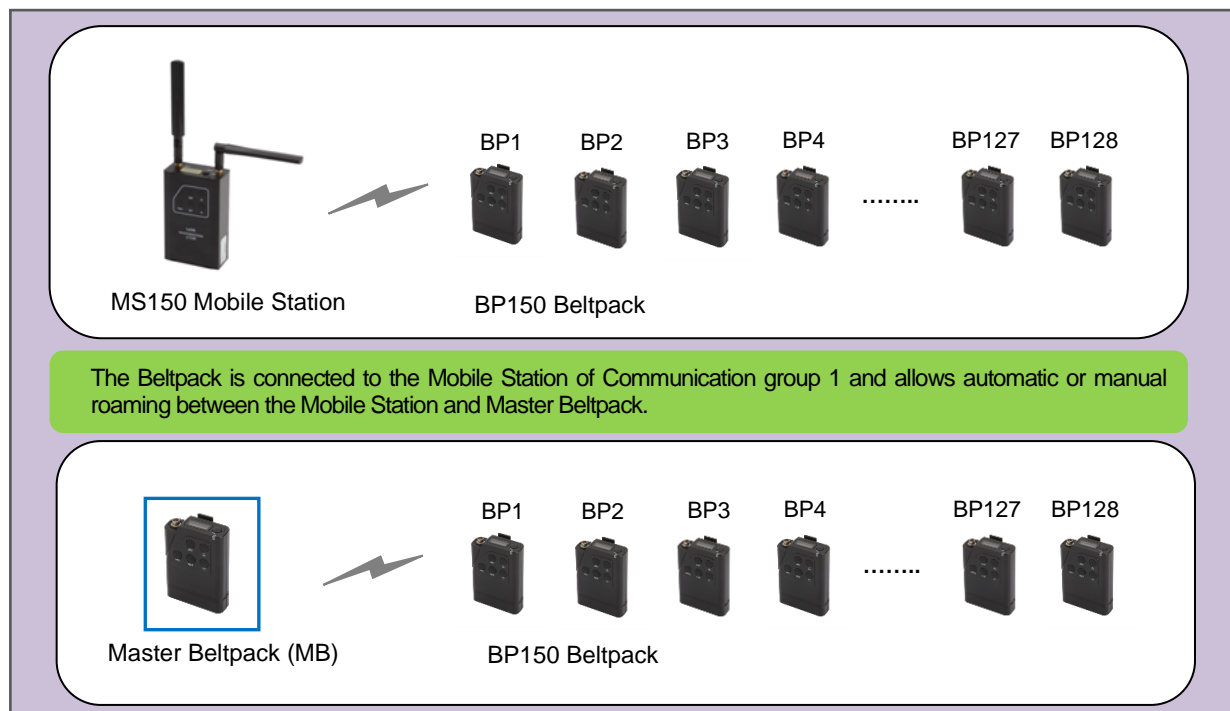 BP1 BP2 BP3 BP4 BP127 BP128
........
MS150 Mobile Station
BP150 Beltpack
The Beltpack is connected to the Mobile Station of Communication group 1 and allows automatic or manual
roaming between the Mobile Station and Master Beltpack.
BP1 BP2 BP3 BP4 BP127 BP128
........
Master Beltpack (MB)
BP150 Beltpack